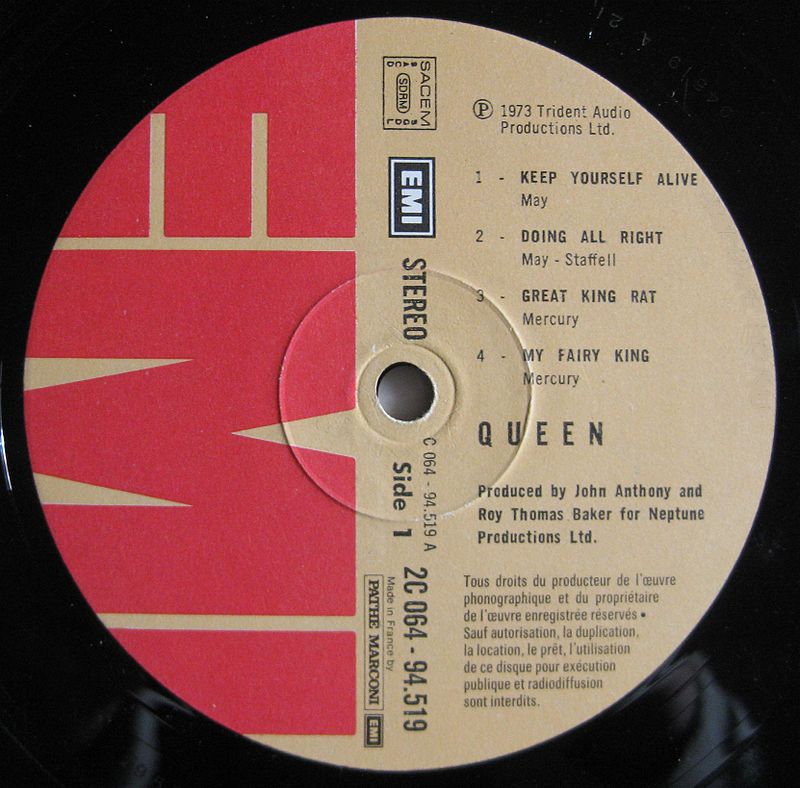 SACEM
SDRM
EMI
STEREO
C 064 - 94.519 A
Side 1
2C 064 - 94.519
Made in France by
PATHÉ MARCONI
EMI
Ⓟ 1973 Trident Audio
Productions Ltd.
1 - KEEP YOURSELF ALIVE
May
2 - DOING ALL RIGHT
May - Staffell
3 - GREAT KING RAT
Mercury
4 - MY FAIRY KING
Mercury
QUEEN
Produced by John Anthony and
Roy Thomas Baker for Neptune
Productions Ltd.
Tous droits du producteur de l'œuvre
phonographique et du propriétaire
de l'œuvre enregistrée réservés •
Sauf autorisation, la duplication,
la location, le prêt, l'utilisation
de ce disque pour exécution
publique et radiodiffusion
sont interdits.
EMI